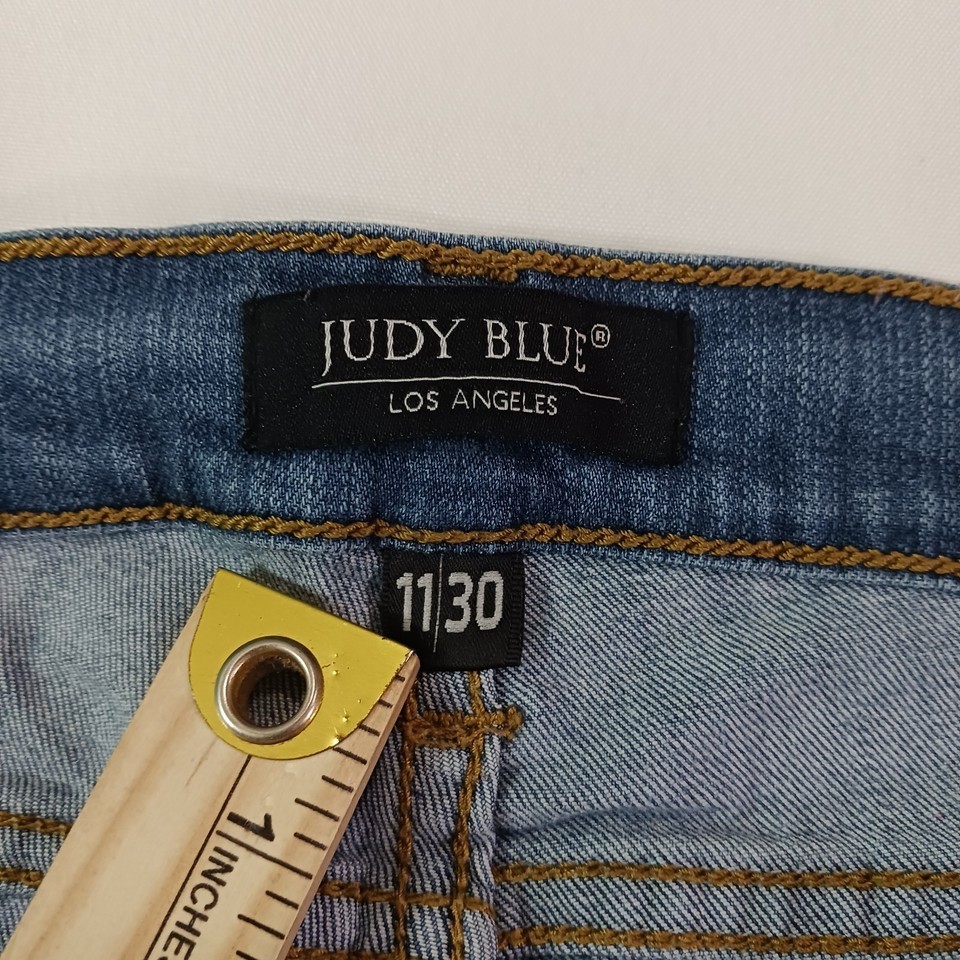 JUDY BLUE®
LOS ANGELES
11|30
1
INCHES